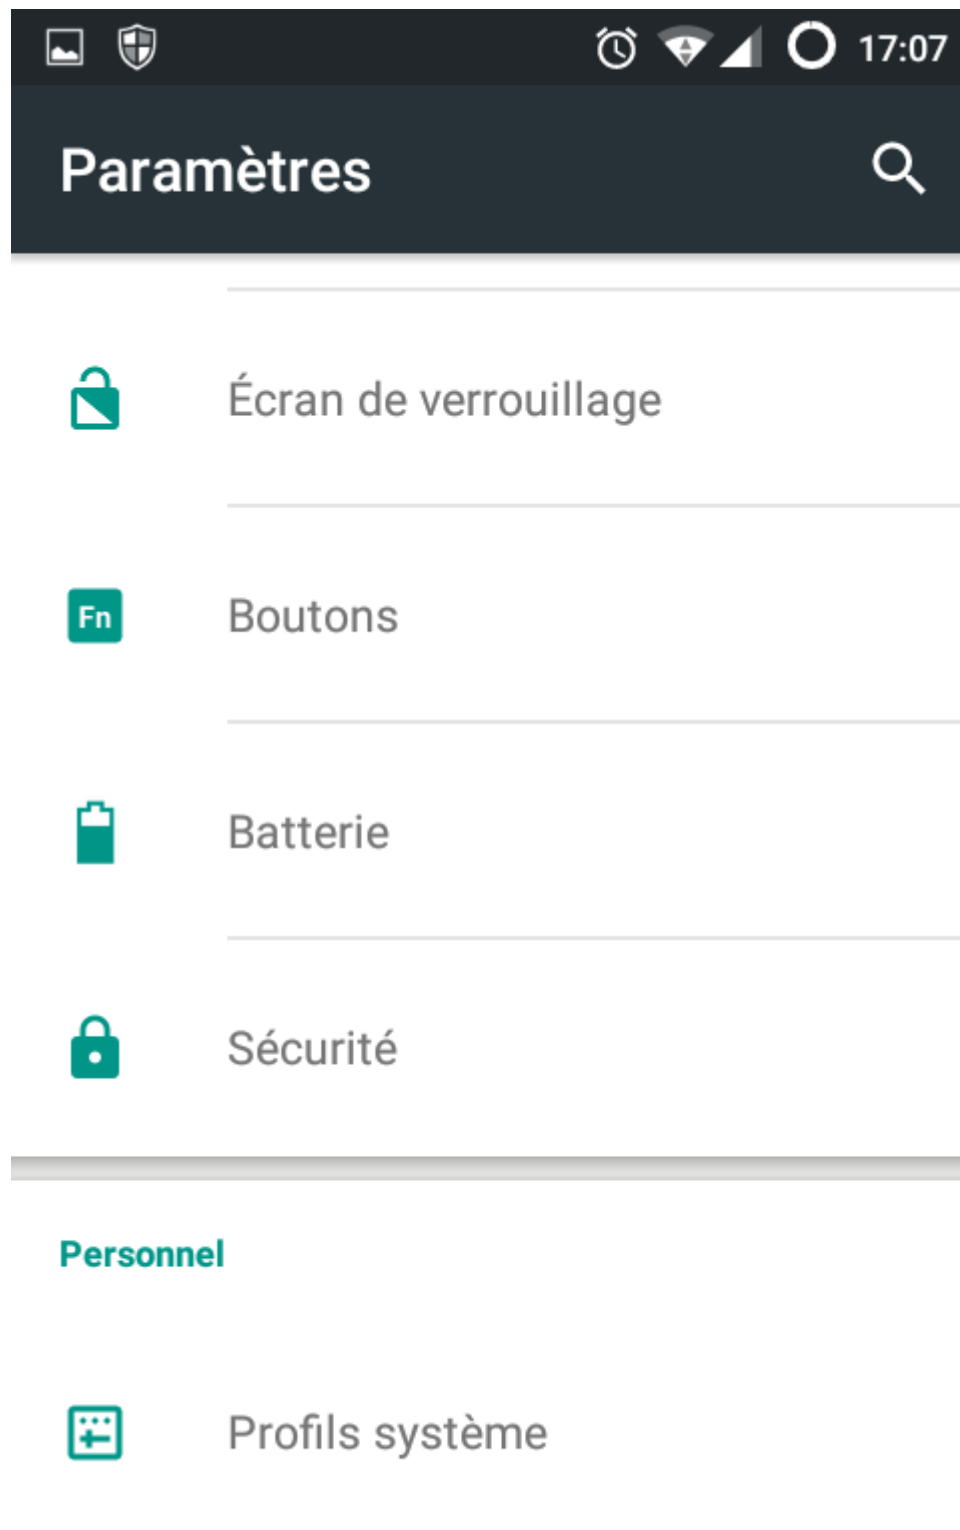 17:07
Paramètres
Écran de verrouillage
Fn
Boutons
Batterie
Sécurité
Personnel
Profils système